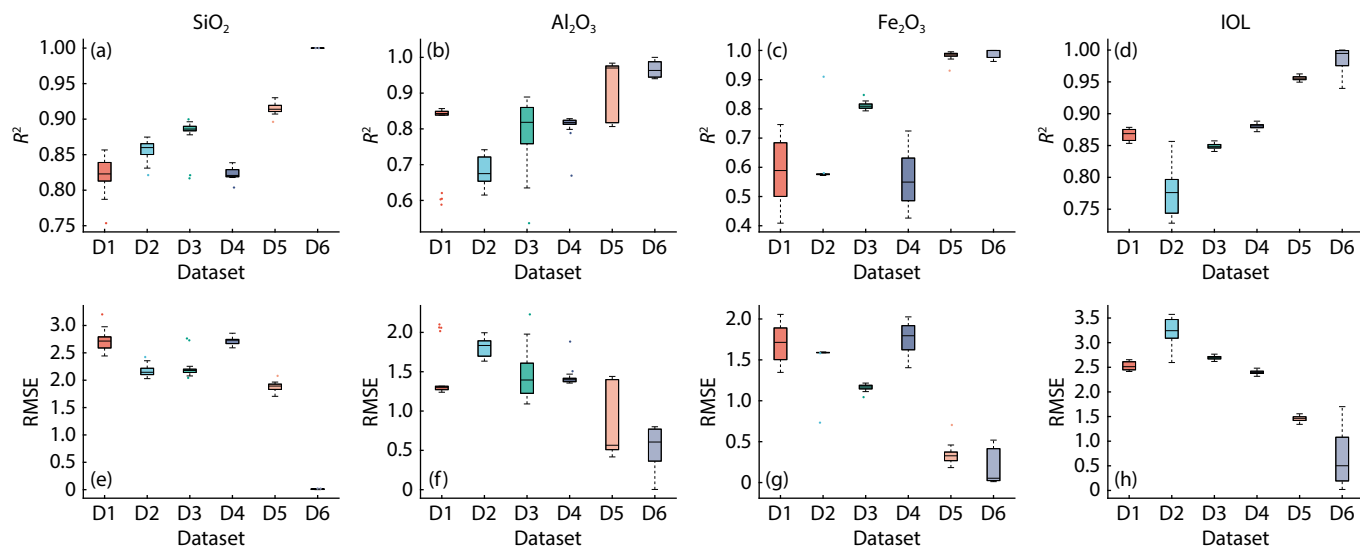 SiO₂
Al₂O₃
Fe₂O₃
IOL
(a)
1.00
0.95
0.90
0.85
0.80
0.75
R²
D1 D2 D3 D4 D5 D6
Dataset
(b)
1.0
0.9
0.8
0.7
0.6
R²
D1 D2 D3 D4 D5 D6
Dataset
(c)
1.0
0.9
0.8
0.7
0.6
0.5
0.4
R²
D1 D2 D3 D4 D5 D6
Dataset
(d)
1.00
0.95
0.90
0.85
0.80
0.75
R²
D1 D2 D3 D4 D5 D6
Dataset
(e)
3.0
2.5
2.0
1.5
1.0
0.5
0
RMSE
D1 D2 D3 D4 D5 D6
Dataset
(f)
2.0
1.5
1.0
0.5
0
RMSE
D1 D2 D3 D4 D5 D6
Dataset
(g)
2.0
1.5
1.0
0.5
0
RMSE
D1 D2 D3 D4 D5 D6
Dataset
(h)
3.5
3.0
2.5
2.0
1.5
1.0
0.5
0
RMSE
D1 D2 D3 D4 D5 D6
Dataset